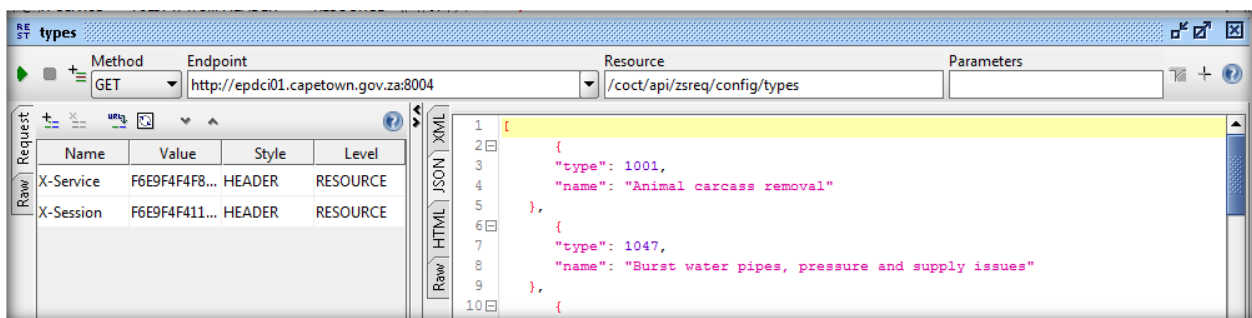 RE
ST types
Method Endpoint Resource Parameters
GET http://epdci01.capetown.gov.za:8004 /coct/api/zsreq/config/types
Request
Raw
Name Value Style Level
X-Service F6E9F4F4F8... HEADER RESOURCE
X-Session F6E9F4F411... HEADER RESOURCE
XML
JSON
HTML
Raw
1 [
2 {
3 "type": 1001,
4 "name": "Animal carcass removal"
5 },
6 {
7 "type": 1047,
8 "name": "Burst water pipes, pressure and supply issues"
9 },
10 {